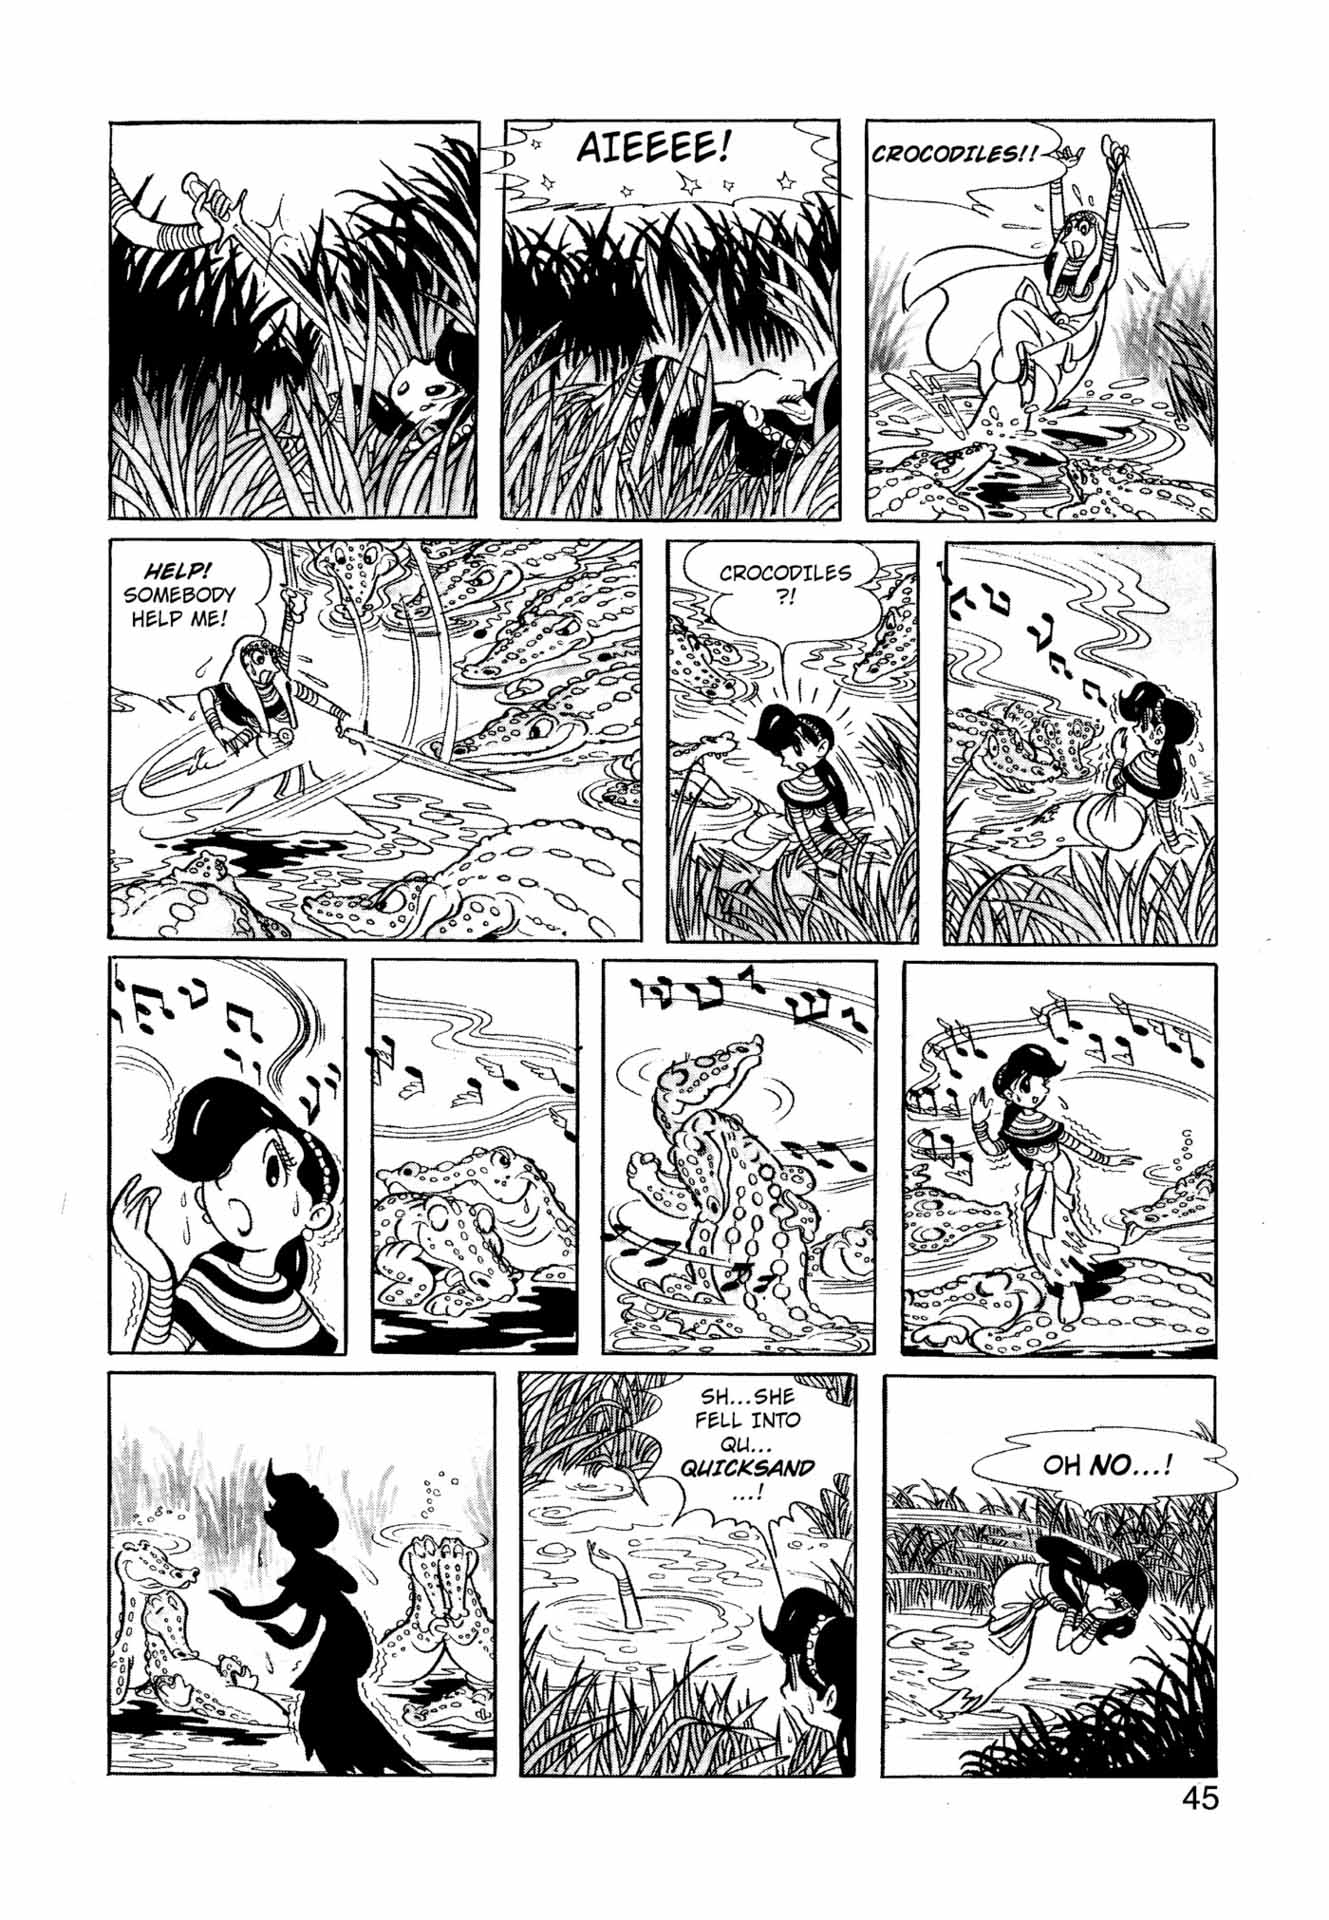 AIEEEE!
CROCODILES!!
HELP!
SOMEBODY
HELP ME!
CROCODILES
?!
SH...SHE
FELL INTO
QU...
QUICKSAND
...!
OH NO...!
45